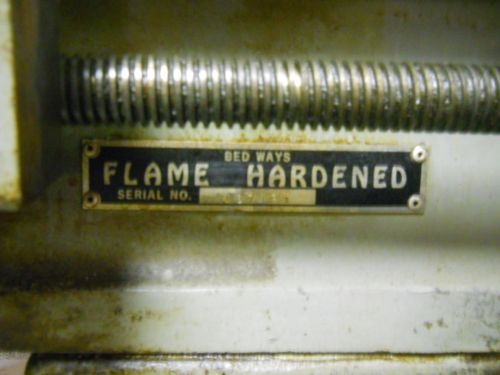 BED WAYS
FLAME HARDENED
SERIAL NO.